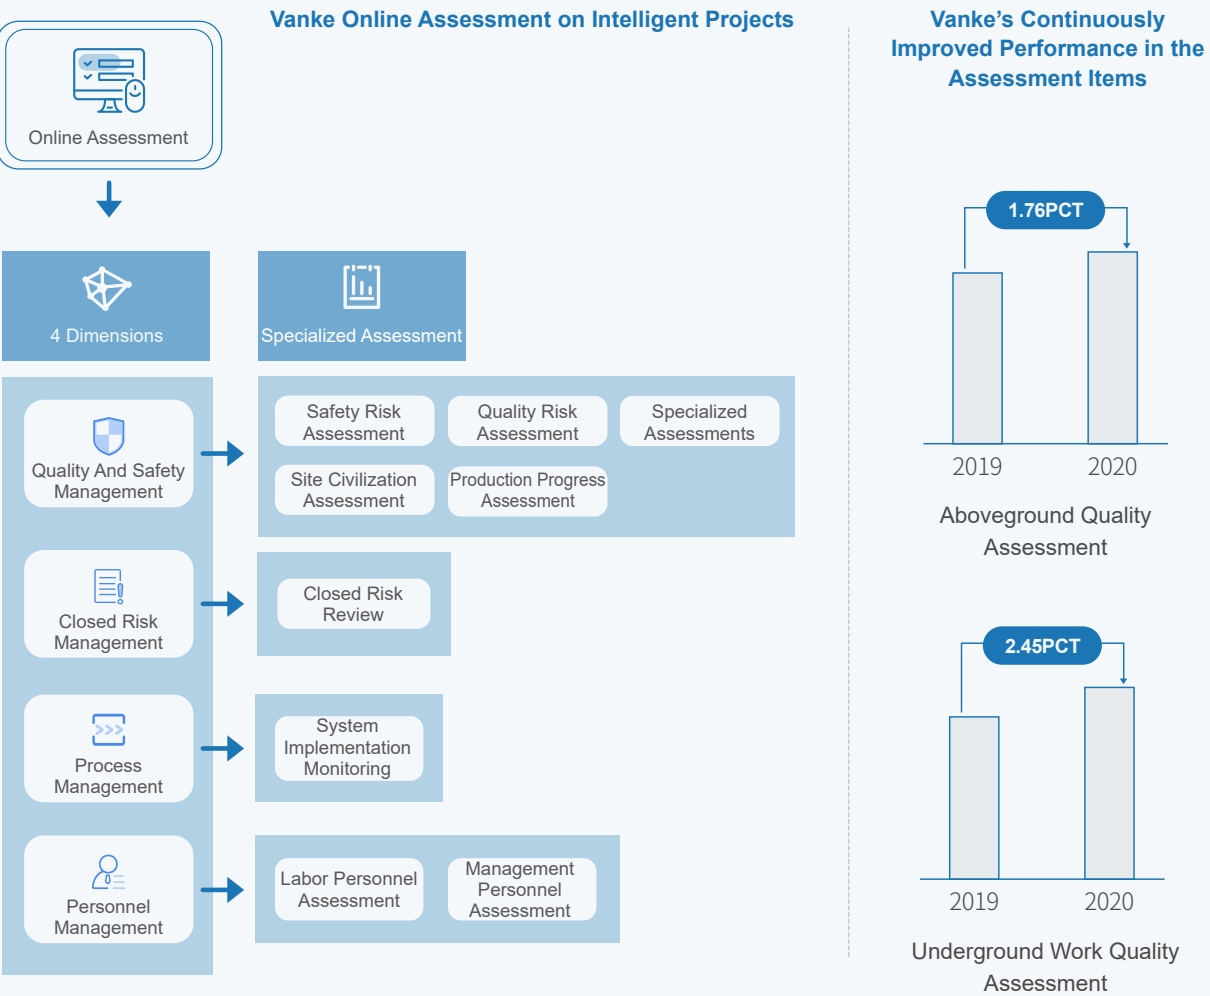 Vanke Online Assessment on Intelligent Projects
Online Assessment
4 Dimensions
Specialized Assessment
Quality And Safety
Management
Safety Risk
Assessment
Quality Risk
Assessment
Specialized
Assessments
Site Civilization
Assessment
Production Progress
Assessment
Closed Risk
Management
Closed Risk
Review
Process
Management
System
Implementation
Monitoring
Personnel
Management
Labor Personnel
Assessment
Management
Personnel
Assessment
Vanke’s Continuously
Improved Performance in the
Assessment Items
1.76PCT
2019
2020
Aboveground Quality
Assessment
2.45PCT
2019
2020
Underground Work Quality
Assessment